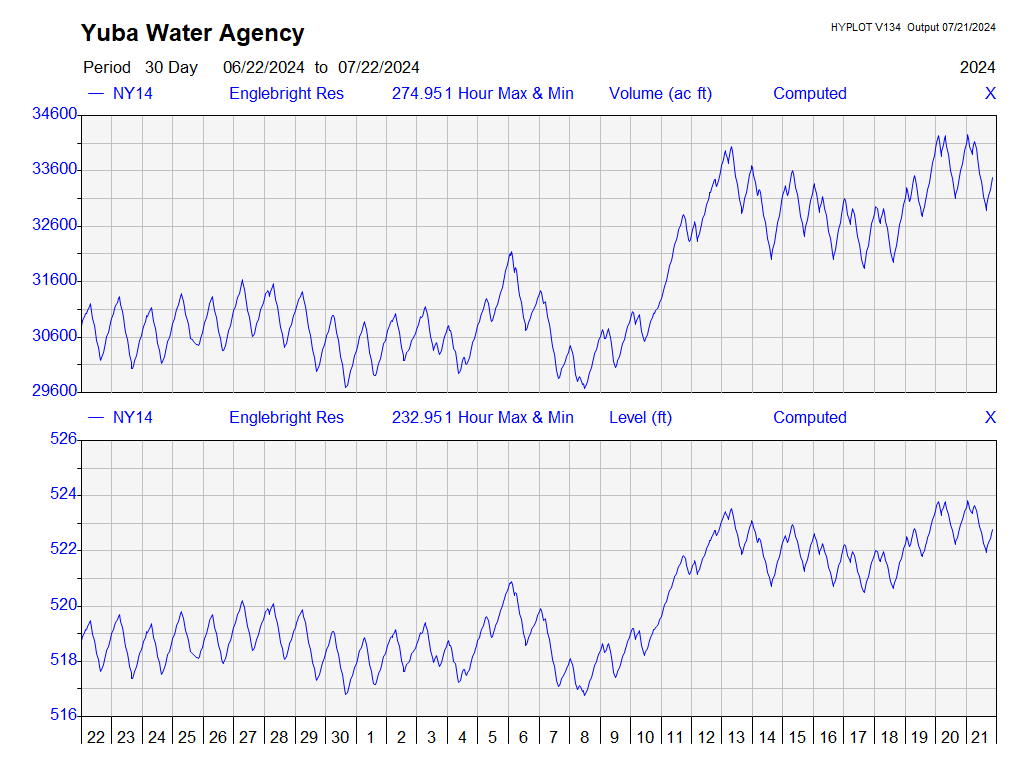 Yuba Water Agency
HYPLOT V134 Output 07/21/2024
Period 30 Day 06/22/2024 to 07/22/2024 2024
NY14 Englebright Res 274.951 Hour Max & Min Volume (ac ft) Computed X
34600
33600
32600
31600
30600
29600
NY14 Englebright Res 232.951 Hour Max & Min Level (ft) Computed X
526
524
522
520
518
516
22 23 24 25 26 27 28 29 30 1 2 3 4 5 6 7 8 9 10 11 12 13 14 15 16 17 18 19 20 21